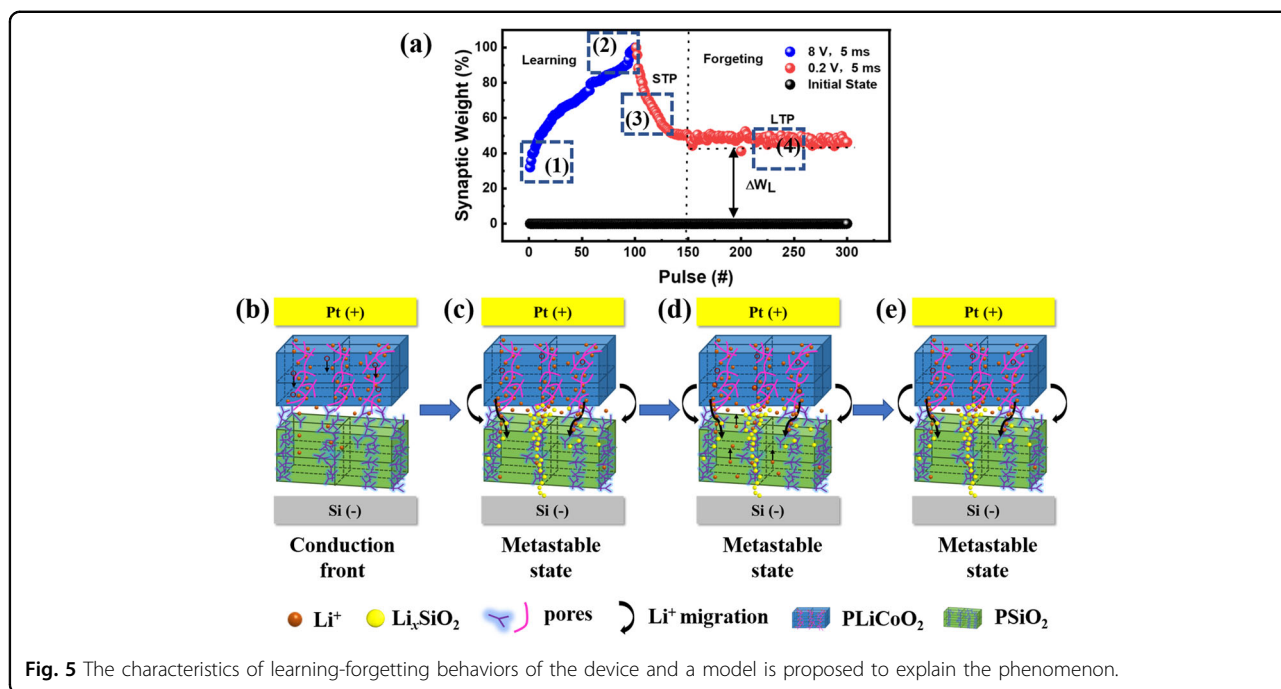 (a)
Synaptic Weight (%)
100
80
60
40
20
0
Learning
(2)
Forgeting
8 V, 5 ms
0.2 V, 5 ms
Initial State
STP
(3)
LTP
(1)
(4)
ΔWL
0 50 100 150 200 250 300
Pulse (#)
(b) Pt (+) (c) Pt (+) (d) Pt (+) (e) Pt (+)
Si (-) Si (-) Si (-) Si (-)
Conduction front
Metastable state
Metastable state
Metastable state
Li+ LixSiO2 pores Li+ migration PLiCoO2 PSiO2
Fig. 5 The characteristics of learning-forgetting behaviors of the device and a model is proposed to explain the phenomenon.